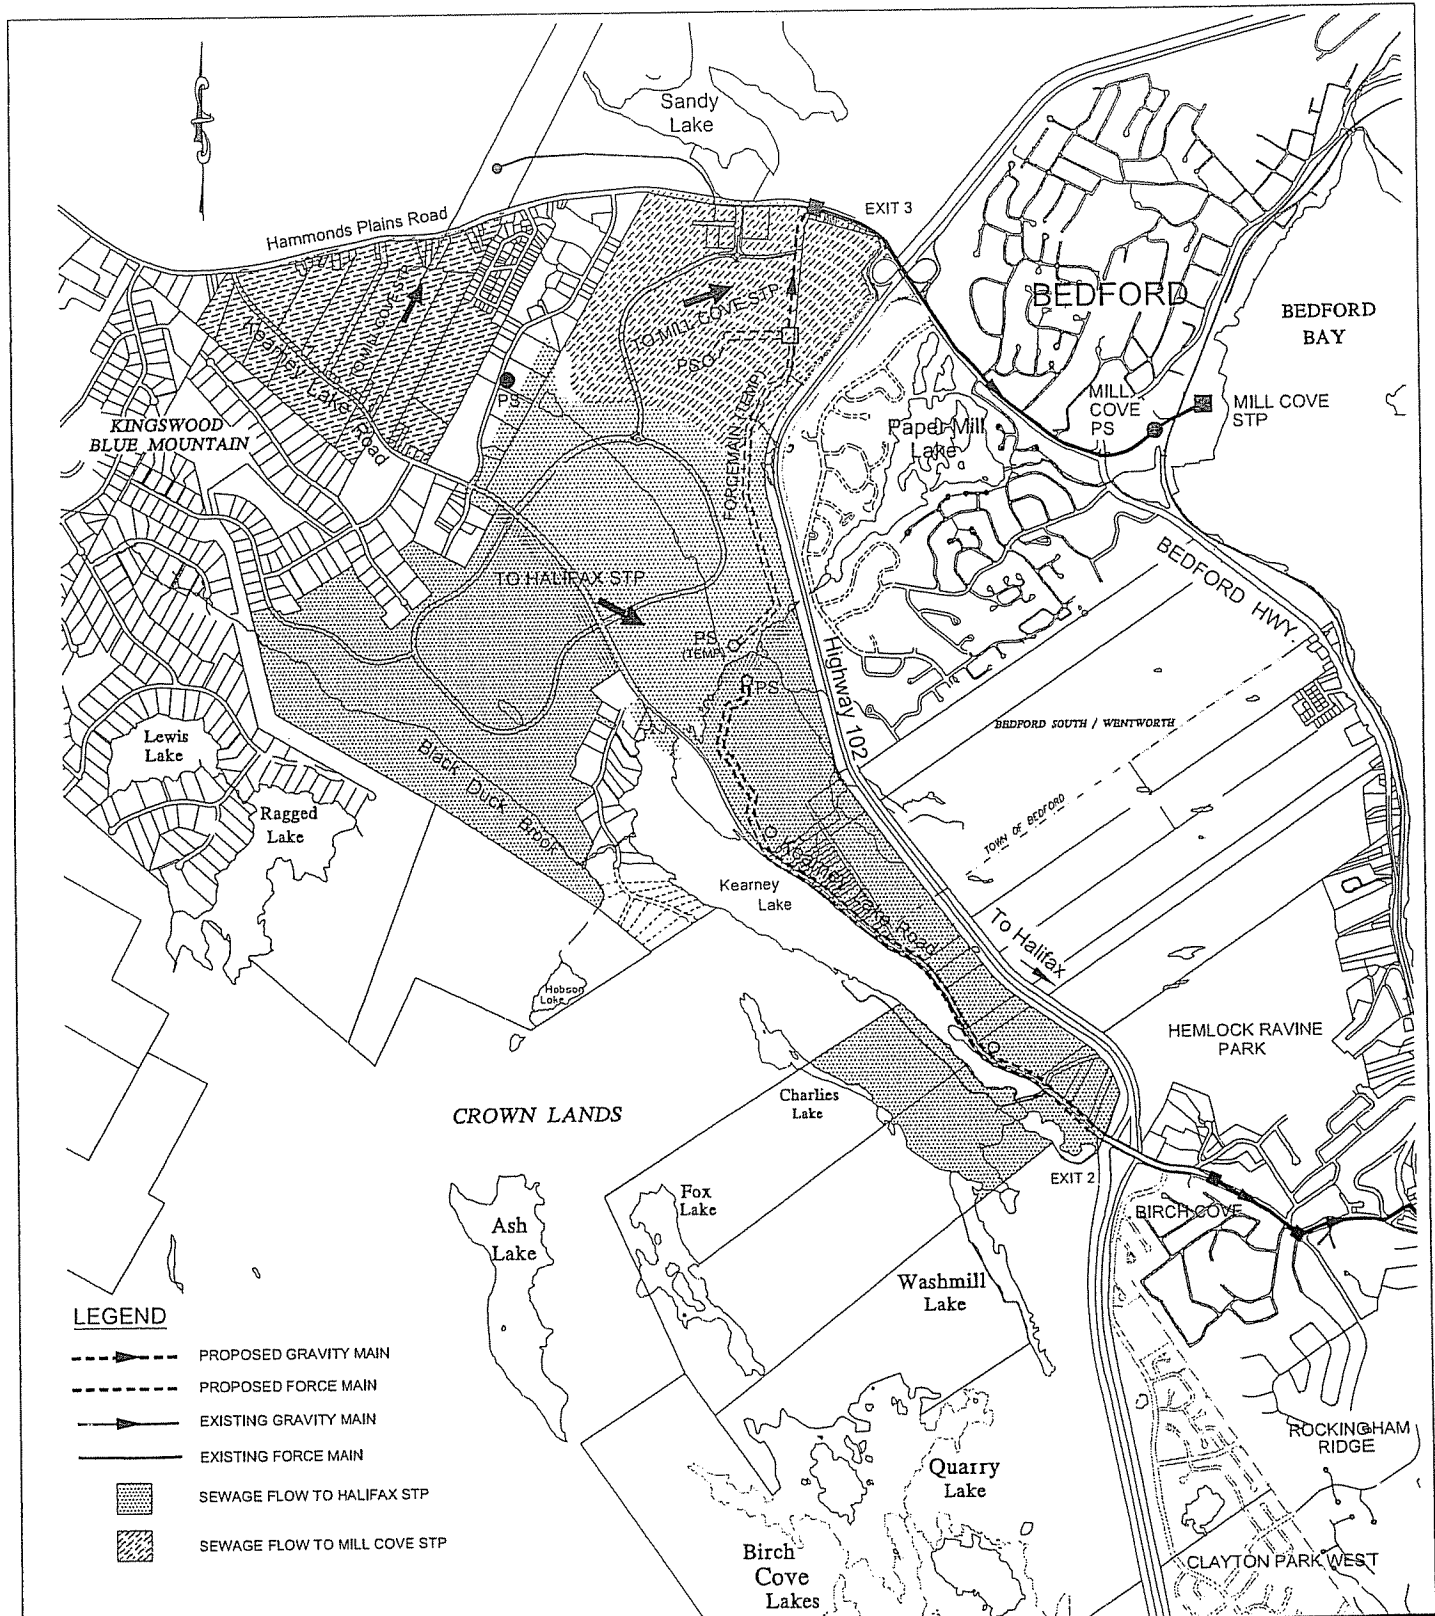 Sandy
Lake
EXIT 3
Hammonds Plains Road
BEDFORD
BEDFORD
BAY
TO MILL COVE STP
TO MILL COVE STP
PS
Kearney Lake Road
PS
FORCEMAIN (TEMP)
MILL
COVE
PS
MILL COVE
STP
KINGSWOOD
BLUE MOUNTAIN
Paper Mill
Lake
TO HALIFAX STP
BEDFORD HWY.
PS
(TEMP)
PS
Highway 102
BEDFORD SOUTH / WENTWORTH
Lewis
Lake
Black Duck Brook
Ragged
Lake
TOWN OF BEDFORD
Kearney
Lake
Kearney Lake Road
To Halifax
Hobson
Lake
HEMLOCK RAVINE
PARK
CROWN LANDS
Charlies
Lake
EXIT 2
Fox
Lake
BIRCH COVE
Ash
Lake
Washmill
Lake
LEGEND
PROPOSED GRAVITY MAIN
PROPOSED FORCE MAIN
EXISTING GRAVITY MAIN
EXISTING FORCE MAIN
SEWAGE FLOW TO HALIFAX STP
SEWAGE FLOW TO MILL COVE STP
ROCKINGHAM
RIDGE
Quarry
Lake
Birch
Cove
Lakes
CLAYTON PARK WEST